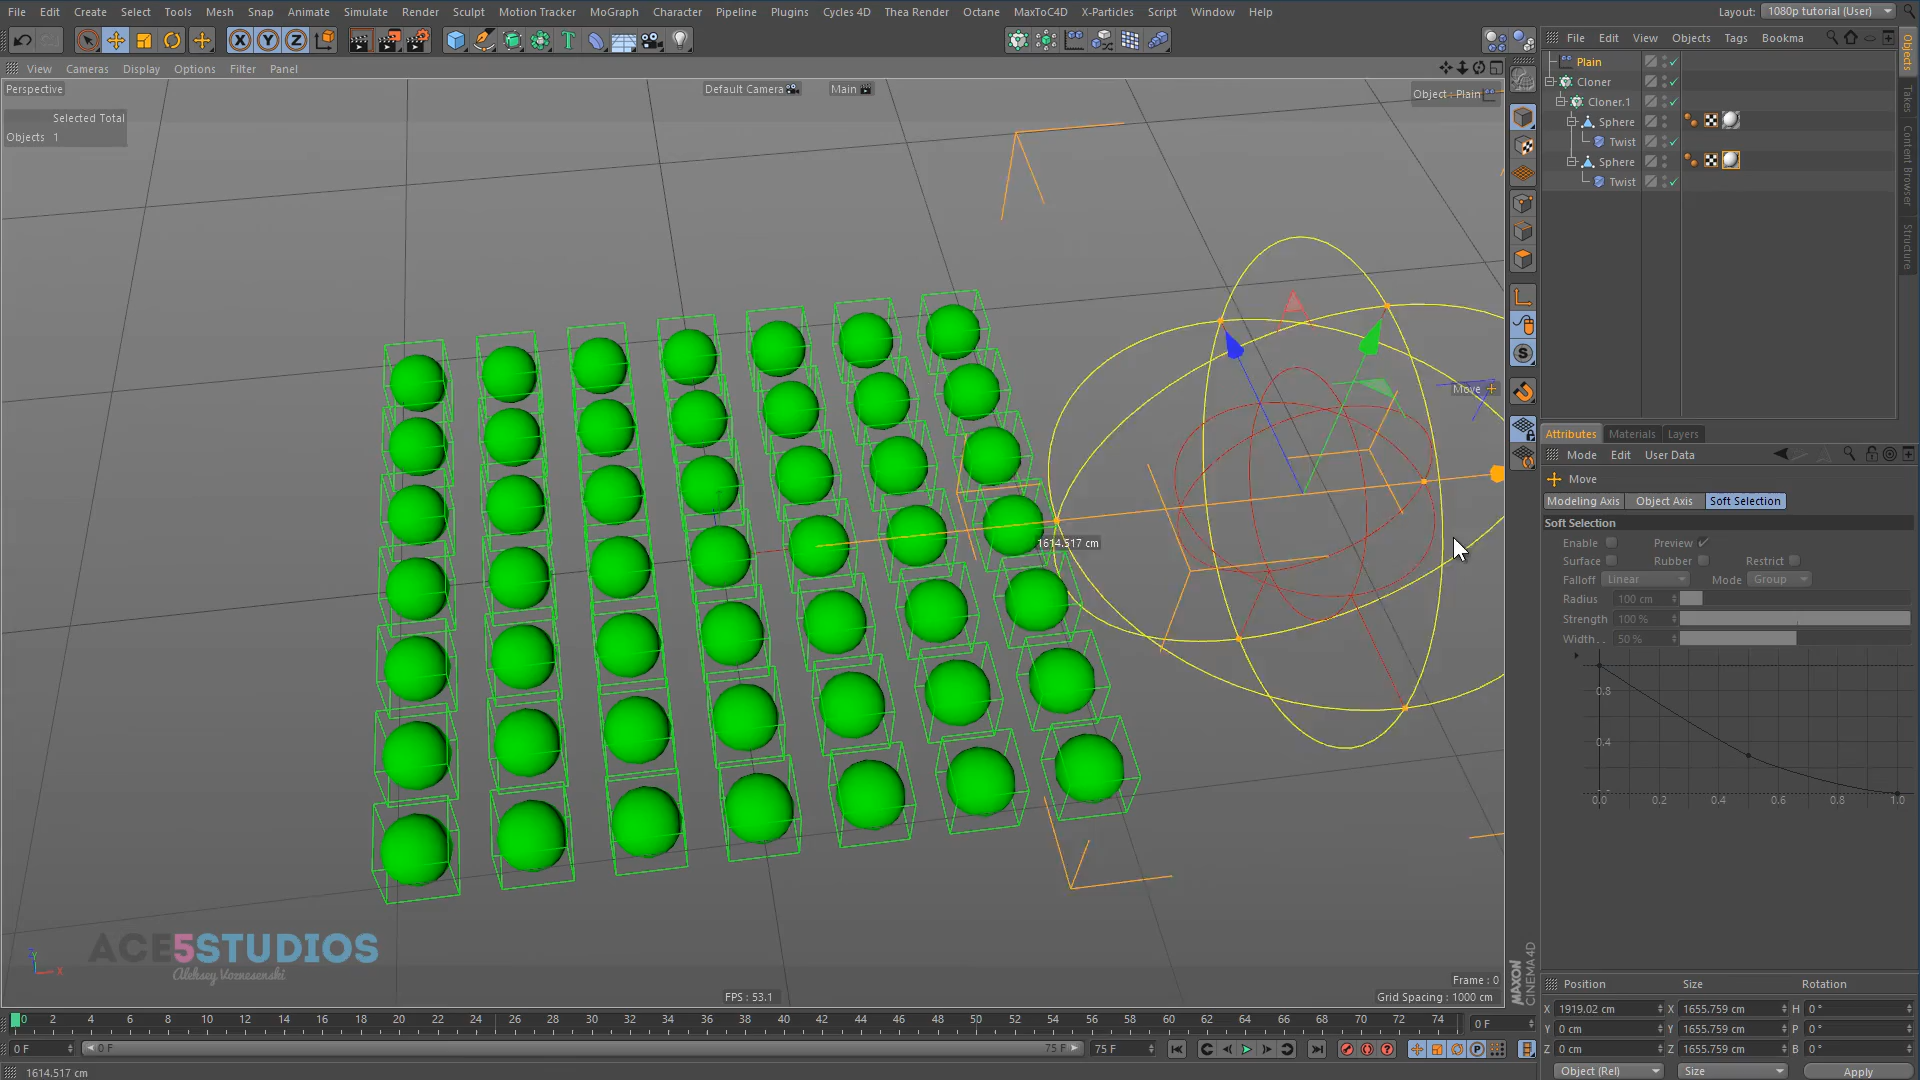 File Edit Create Select Tools Mesh Snap Animate Simulate Render Sculpt Motion Tracker MoGraph Character Pipeline Plugins Cycles 4D Thea Render Octane MaxToC4D X-Particles Script Window Help Layout: 1080p tutorial (User)
X Y Z T
View Cameras Display Options Filter Panel
Perspective Default Camera Main Object : Plain
Selected Total
Objects 1
Move
1614.517 cm
ACE5STUDIOS
Aleksey Voznesenski
Y X
FPS : 53.1
Frame : 0
Grid Spacing : 1000 cm
S
MAXON
CINEMA 4D
File Edit View Objects Tags Bookma
Plain
Cloner
Cloner.1
Sphere
Twist
Sphere
Twist
Objects
Takes
Content Browser
Structure
Attributes Materials Layers
Mode Edit User Data
Move
Modeling Axis Object Axis Soft Selection
Soft Selection
Enable Preview
Surface Rubber Restrict
Falloff Linear Mode Group
Radius 100 cm
Strength 100 %
Width. . 50 %
0.8
0.4
0.0 0.2 0.4 0.6 0.8 1.0
Position Size Rotation
X 1919.02 cm X 1655.759 cm H 0 °
Y 0 cm Y 1655.759 cm P 0 °
Z 0 cm Z 1655.759 cm B 0 °
Object (Rel) Size Apply
0 2 4 6 8 10 12 14 16 18 20 22 24 26 28 30 32 34 36 38 40 42 44 46 48 50 52 54 56 58 60 62 64 66 68 70 72 74 0 F
0 F 0 F 75 F 75 F
1614.517 cm